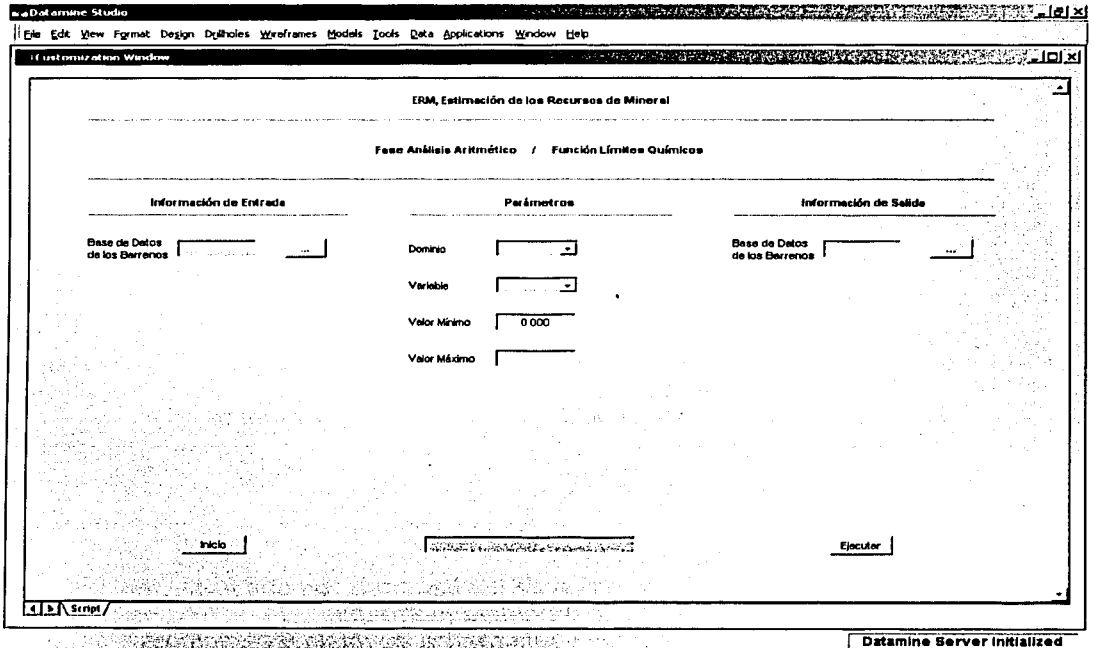 Datamine Studio
File Edit View Format Design Drillholes Wireframes Models Tools Data Applications Window Help
Customization Window
ERM, Estimación de los Recursos de Mineral
Fase Análisis Aritmético / Función Límites Químicos
Información de Entrada Parámetros Información de Salida
Base de Datos de los Barrenos ... Dominio Base de Datos de los Barrenos ...
Variable
Valor Mínimo 0.000
Valor Máximo
Inicio Ejecutar
Script
Datamine Server Initialized